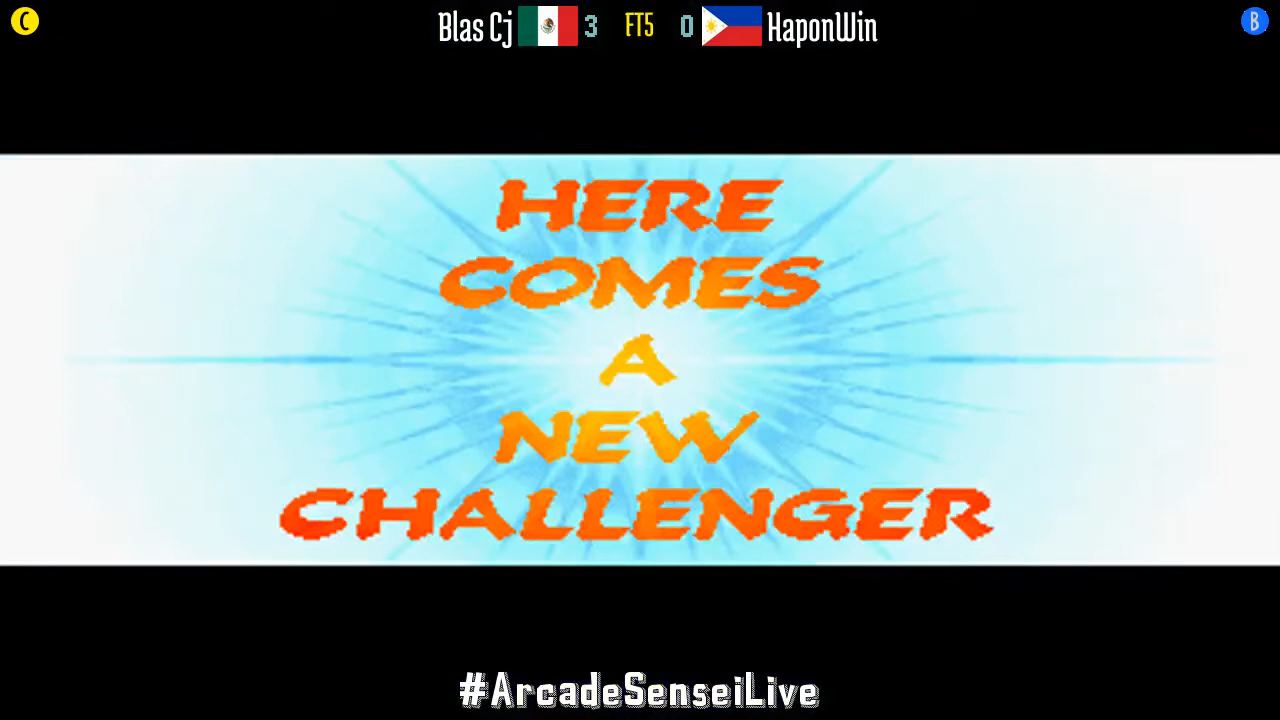 C
Blas Cj 3 FT5 0 HaponWin
B
HERE
COMES
A
NEW
CHALLENGER
#ArcadeSenseiLive